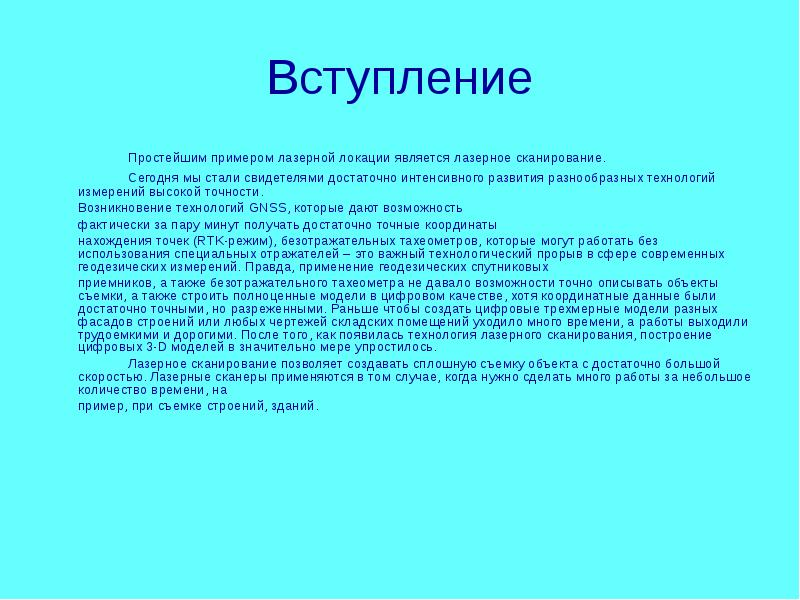 Вступление
Простейшим примером лазерной локации является лазерное сканирование.
Сегодня мы стали свидетелями достаточно интенсивного развития разнообразных технологий
измерений высокой точности.
Возникновение технологий GNSS, которые дают возможность
фактически за пару минут получать достаточно точные координаты
нахождения точек (RTK-режим), безотражательных тахеометров, которые могут работать без
использования специальных отражателей – это важный технологический прорыв в сфере современных
геодезических измерений. Правда, применение геодезических спутниковых
приемников, а также безотражательного тахеометра не давало возможности точно описывать объекты
съемки, а также строить полноценные модели в цифровом качестве, хотя координатные данные были
достаточно точными, но разреженными. Раньше чтобы создать цифровые трехмерные модели разных
фасадов строений или любых чертежей складских помещений уходило много времени, а работы выходили
трудоемкими и дорогими. После того, как появилась технология лазерного сканирования, построение
цифровых 3-D моделей в значительно мере упростилось.
Лазерное сканирование позволяет создавать сплошную съемку объекта с достаточно большой
скоростью. Лазерные сканеры применяются в том случае, когда нужно сделать много работы за небольшое
количество времени, на
пример, при съемке строений, зданий.